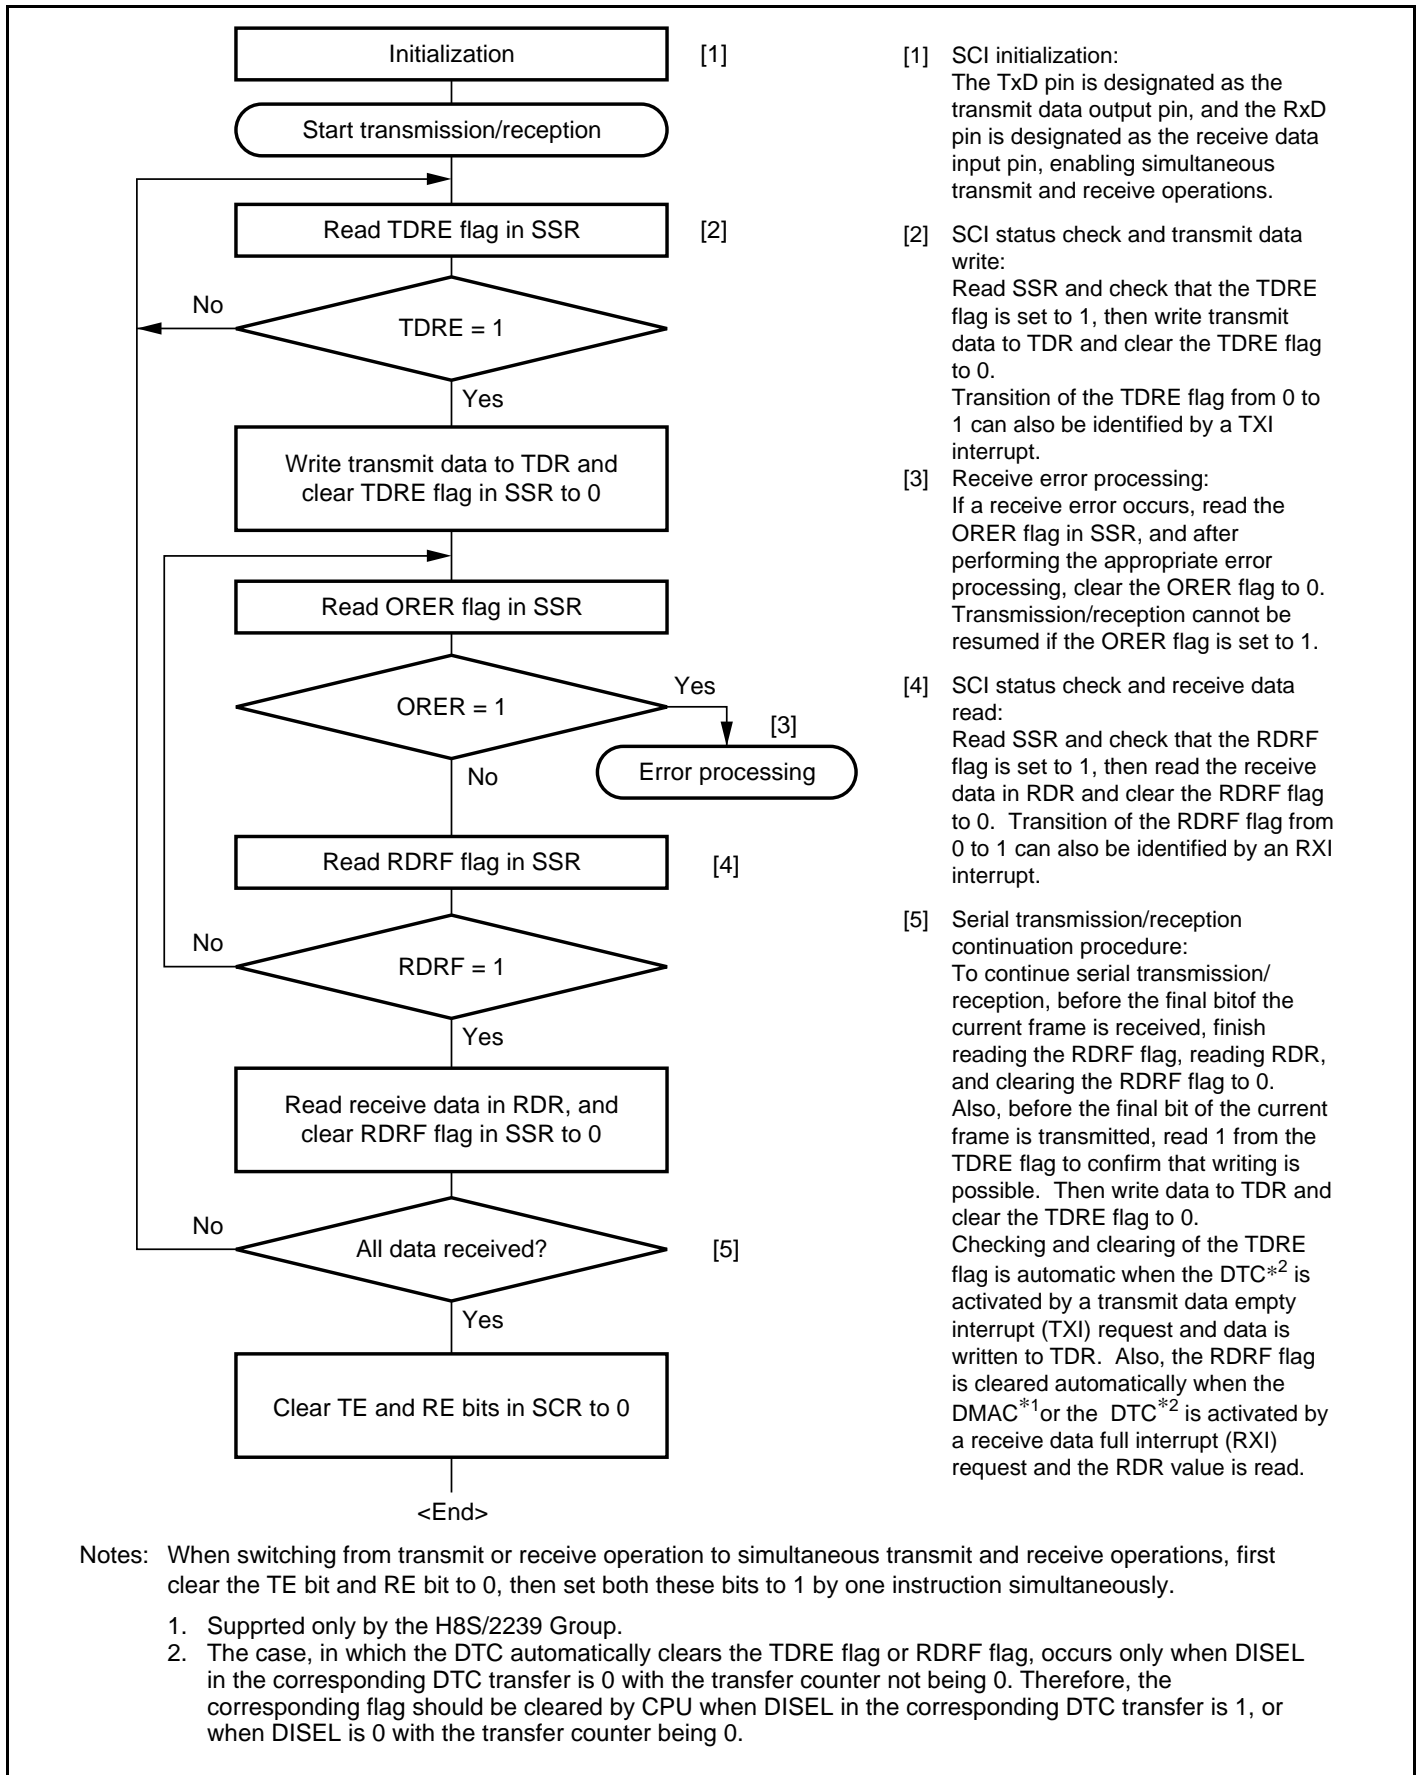 Initialization [1]
Start transmission/reception
Read TDRE flag in SSR [2]
No
TDRE = 1
Yes
Write transmit data to TDR and
clear TDRE flag in SSR to 0
Read ORER flag in SSR
ORER = 1
Yes
[3]
Error processing
No
Read RDRF flag in SSR [4]
No
RDRF = 1
Yes
Read receive data in RDR, and
clear RDRF flag in SSR to 0
No
All data received? [5]
Yes
Clear TE and RE bits in SCR to 0
<End>
[1] SCI initialization:
The TxD pin is designated as the
transmit data output pin, and the RxD
pin is designated as the receive data
input pin, enabling simultaneous
transmit and receive operations.
[2] SCI status check and transmit data
write:
Read SSR and check that the TDRE
flag is set to 1, then write transmit
data to TDR and clear the TDRE flag
to 0.
Transition of the TDRE flag from 0 to
1 can also be identified by a TXI
interrupt.
[3] Receive error processing:
If a receive error occurs, read the
ORER flag in SSR, and after
performing the appropriate error
processing, clear the ORER flag to 0.
Transmission/reception cannot be
resumed if the ORER flag is set to 1.
[4] SCI status check and receive data
read:
Read SSR and check that the RDRF
flag is set to 1, then read the receive
data in RDR and clear the RDRF flag
to 0. Transition of the RDRF flag from
0 to 1 can also be identified by an RXI
interrupt.
[5] Serial transmission/reception
continuation procedure:
To continue serial transmission/
reception, before the final bitof the
current frame is received, finish
reading the RDRF flag, reading RDR,
and clearing the RDRF flag to 0.
Also, before the final bit of the current
frame is transmitted, read 1 from the
TDRE flag to confirm that writing is
possible. Then write data to TDR and
clear the TDRE flag to 0.
Checking and clearing of the TDRE
flag is automatic when the DTC*2 is
activated by a transmit data empty
interrupt (TXI) request and data is
written to TDR. Also, the RDRF flag
is cleared automatically when the
DMAC*1or the DTC*2 is activated by
a receive data full interrupt (RXI)
request and the RDR value is read.
Notes: When switching from transmit or receive operation to simultaneous transmit and receive operations, first
clear the TE bit and RE bit to 0, then set both these bits to 1 by one instruction simultaneously.
1. Supprted only by the H8S/2239 Group.
2. The case, in which the DTC automatically clears the TDRE flag or RDRF flag, occurs only when DISEL
in the corresponding DTC transfer is 0 with the transfer counter not being 0. Therefore, the
corresponding flag should be cleared by CPU when DISEL in the corresponding DTC transfer is 1, or
when DISEL is 0 with the transfer counter being 0.